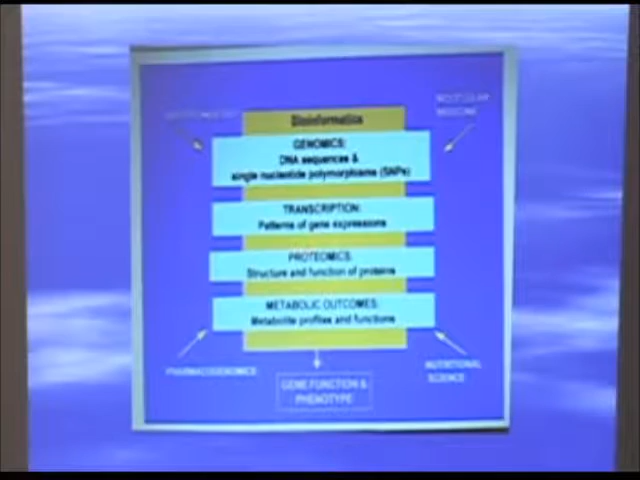 MOLECULAR
MEDICINE
Bioinformatics
GENOMICS:
DNA sequences &
single nucleotide polymorphisms (SNPs)
TRANSCRIPTION:
Patterns of gene expressions
PROTEOMICS:
Structure and function of proteins
METABOLIC OUTCOMES:
Metabolite profiles and functions
PHARMACOGENOMICS
NUTRITIONAL
SCIENCE
GENE FUNCTION &
PHENOTYPE